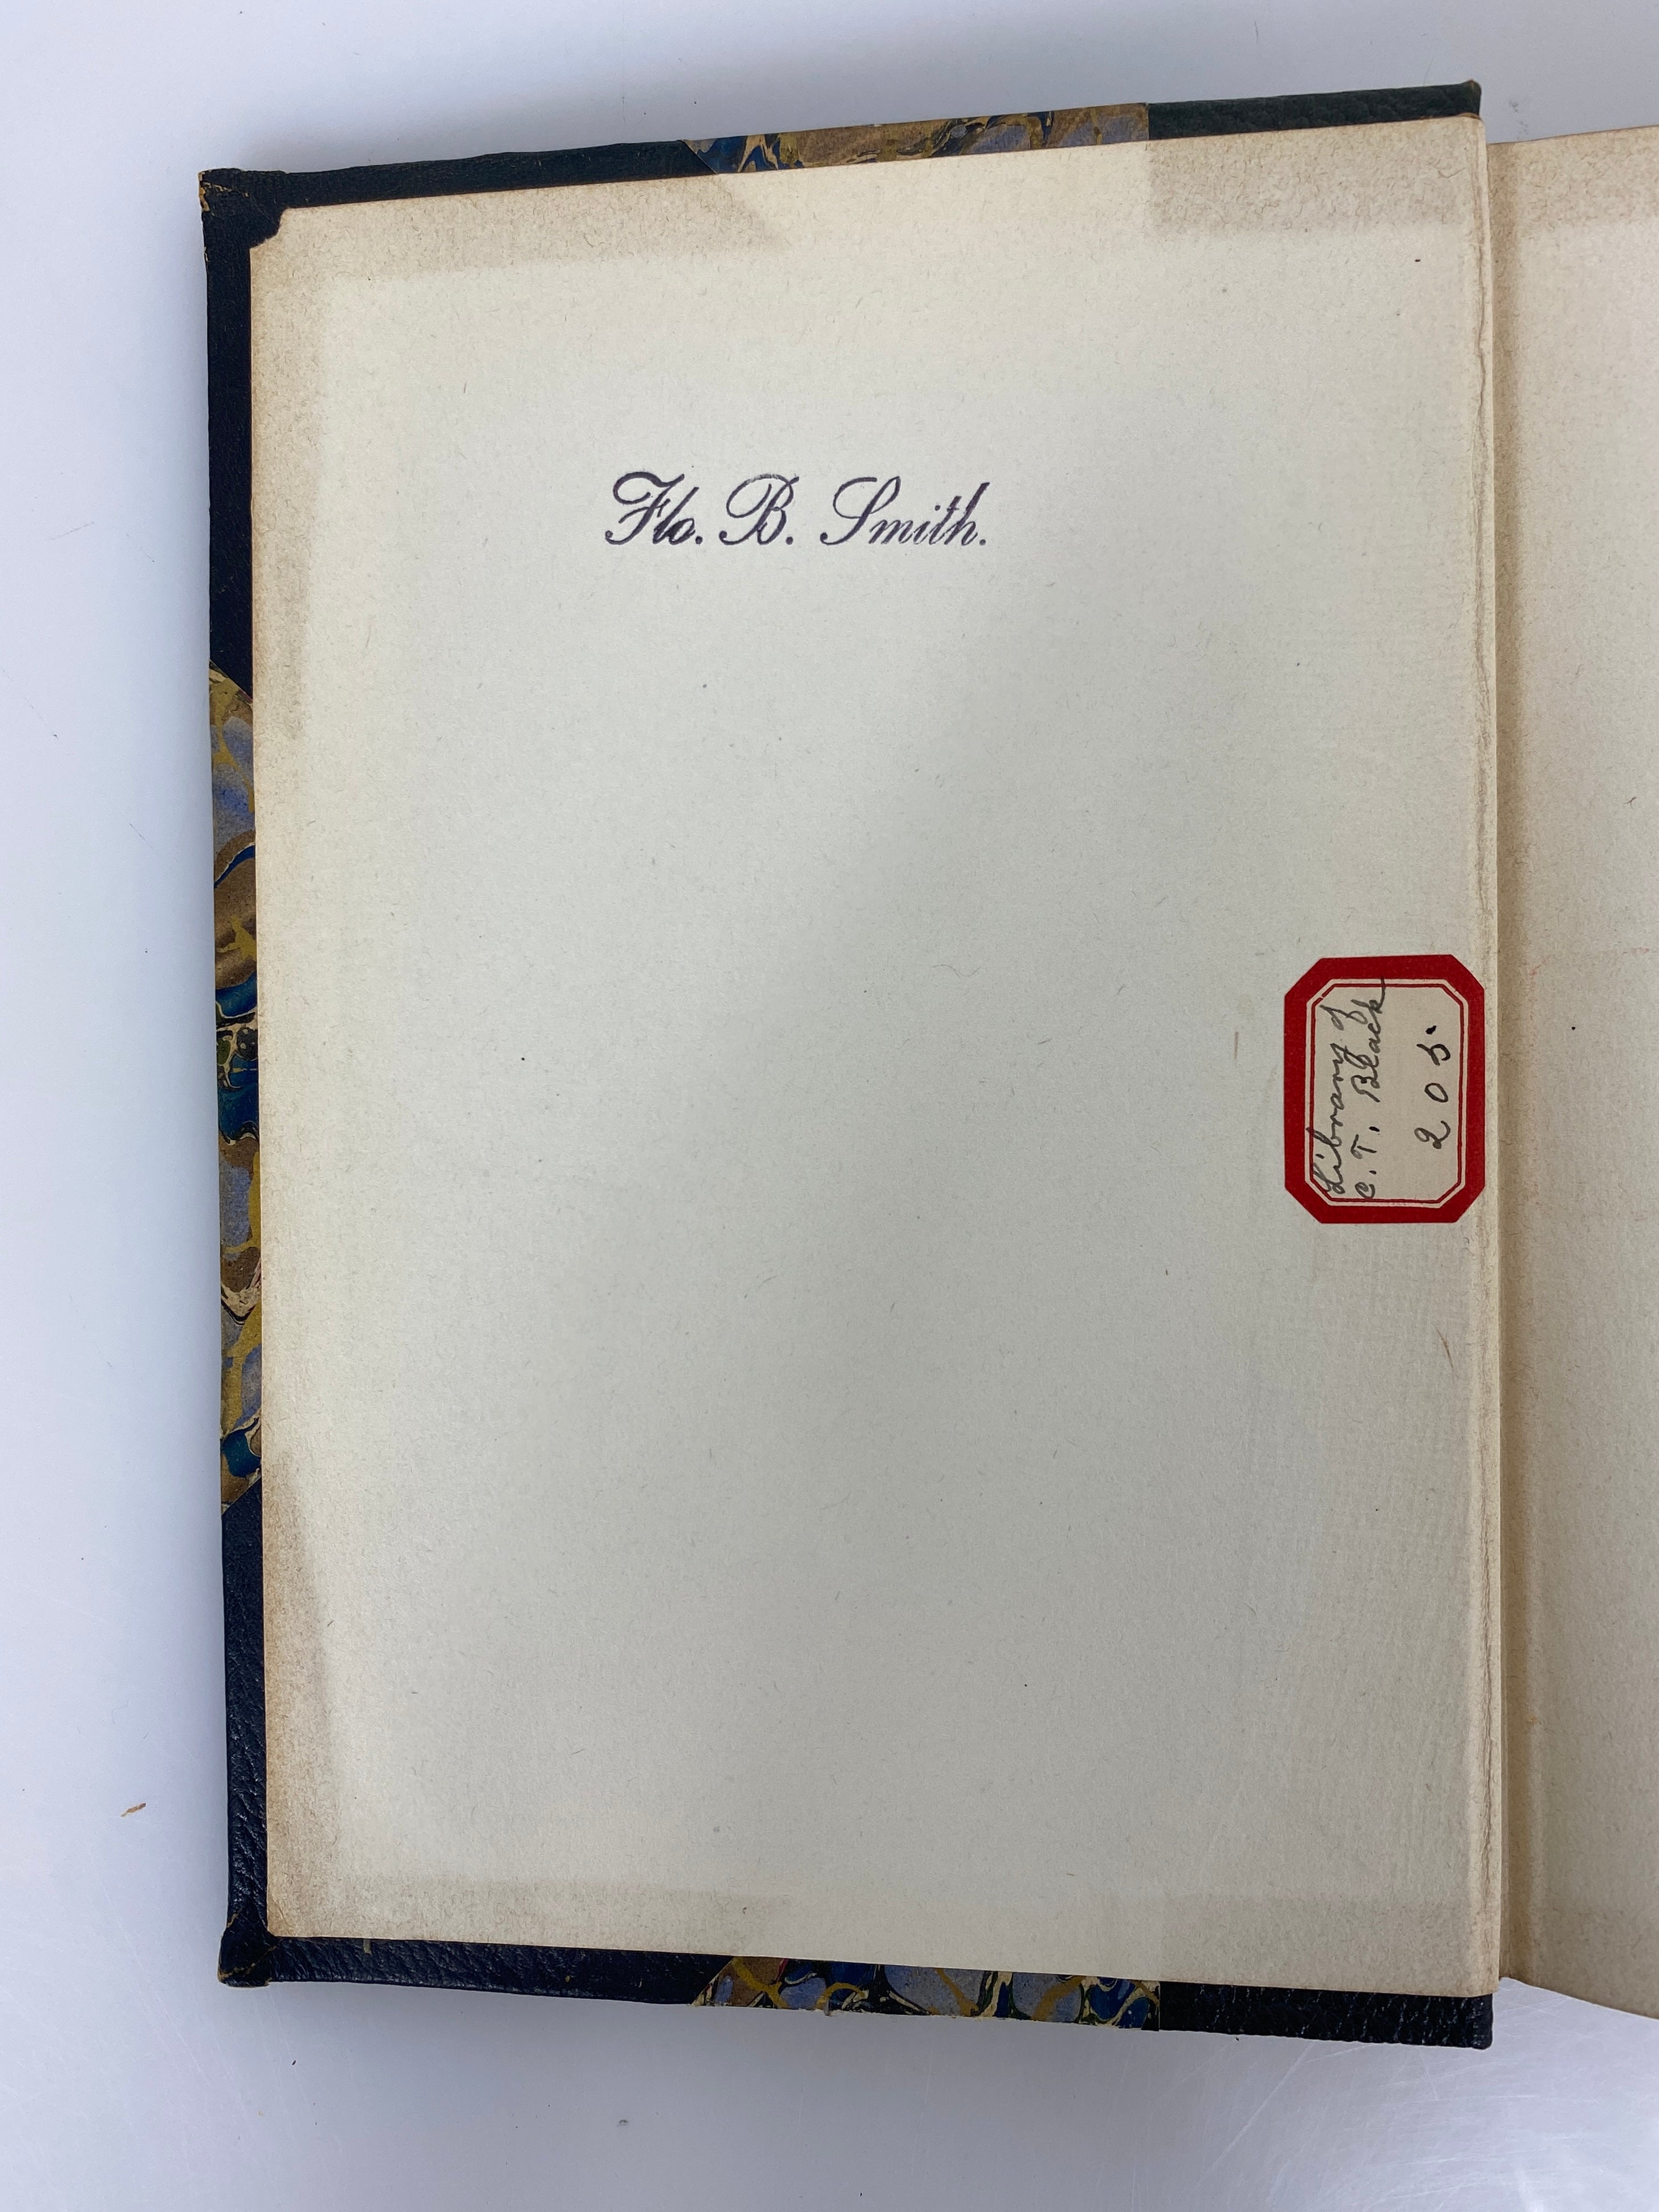 Flo. B. Smith.
Library of
C. T. Black
205.